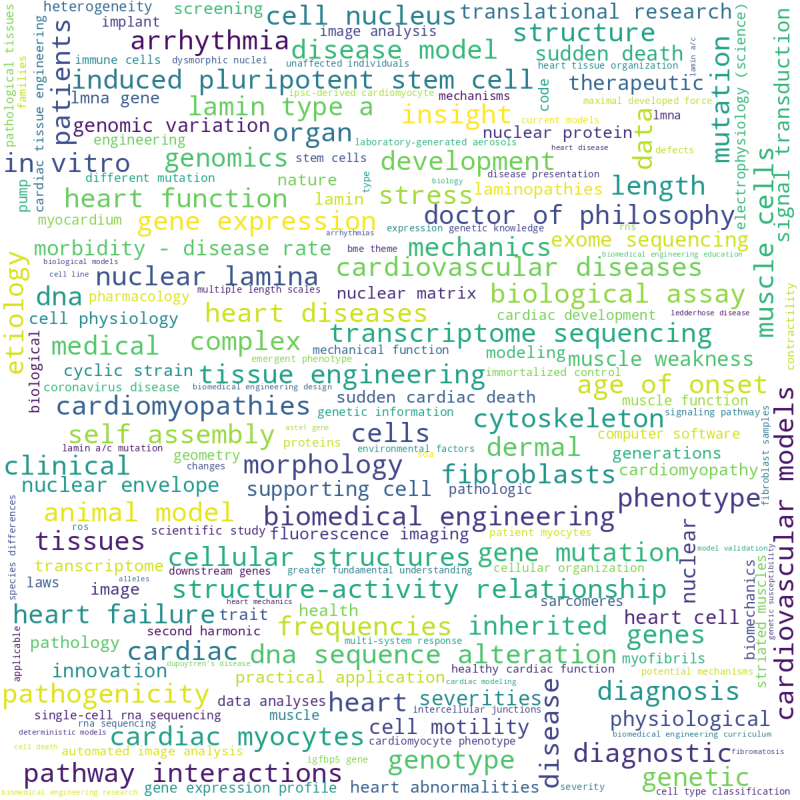 heterogeneity
screening
cell nucleus
translational research
implant
arrhythmia
image analysis
disease model
structure
sudden death
lamin a/c
pathological tissues
families
cardiac tissue engineering
patients
immune cells
dysmorphic nuclei
unaffected individuals
heart tissue organization
induced pluripotent stem cell
code
therapeutic
mutation
electrophysiology (science)
signal transduction
lmna gene
ipsc-derived cardiomyocyte
mechanisms
maximal developed force
lamin type a
insight
data
lmna
genomic variation
organ
current models
nuclear protein
engineering
laboratory-generated aerosols
heart disease
defects
in vitro
genomics
stem cells
development
disease presentation
pump
different mutation
nature
type
biology
laminopathies
length
muscle cells
heart function
lamin
stress
myocardium
gene expression
doctor of philosophy
arrhythmias
expression
genetic knowledge
rns
morbidity - disease rate
bme theme
mechanics
exome sequencing
biomedical engineering education
etiology
biological models
cell line
nuclear lamina
cardiovascular diseases
contractility
dna
pharmacology
multiple length scales
nuclear matrix
biological assay
cell physiology
heart diseases
cardiac development
ledderhose disease
biological
medical
complex
transcriptome sequencing
mechanical function
modeling
muscle weakness
emergent phenotype
cyclic strain
tissue engineering
immortalized control
age of onset
coronavirus disease
biomedical engineering design
sudden cardiac death
muscle function
cardiomyopathies
genetic information
cytoskeleton
signaling pathway
astel gene
self assembly
cells
computer software
fibroblast samples
cardiovascular models
lamin a/c mutation
proteins
environmental factors
dermal
generations
geometry
sun
clinical
changes
morphology
fibroblasts
cardiomyopathy
nuclear envelope
supporting cell
pathologic
phenotype
animal model
biomedical engineering
species differences
ros
scientific study
fluorescence imaging
patient myocytes
nuclear
tissues
cellular structures
gene mutation
model validation
transcriptome
downstream genes
greater fundamental understanding
cellular organization
biomechanics
genetic susceptibility
laws
alleles
image
structure-activity relationship
striated muscles
heart mechanics
sarcomeres
heart failure
trait
health
frequencies
inherited
heart cell
second harmonic
genes
applicable
pathology
cardiac
multi-system response
dna sequence alteration
myofibrils
dupuytren's disease
innovation
practical application
healthy cardiac function
potential mechanisms
cardiac modeling
pathogenicity
data analyses
heart
severities
disease
diagnosis
single-cell rna sequencing
muscle
intercellular junctions
physiological
rna sequencing
cell motility
deterministic models
cardiac myocytes
cardiomyocyte phenotype
biomedical engineering curriculum
cell death
automated image analysis
igfbp5 gene
genotype
diagnostic
fibromatosis
pathway interactions
genetic
biomedical engineering research
gene expression profile
heart abnormalities
severity
cell type classification